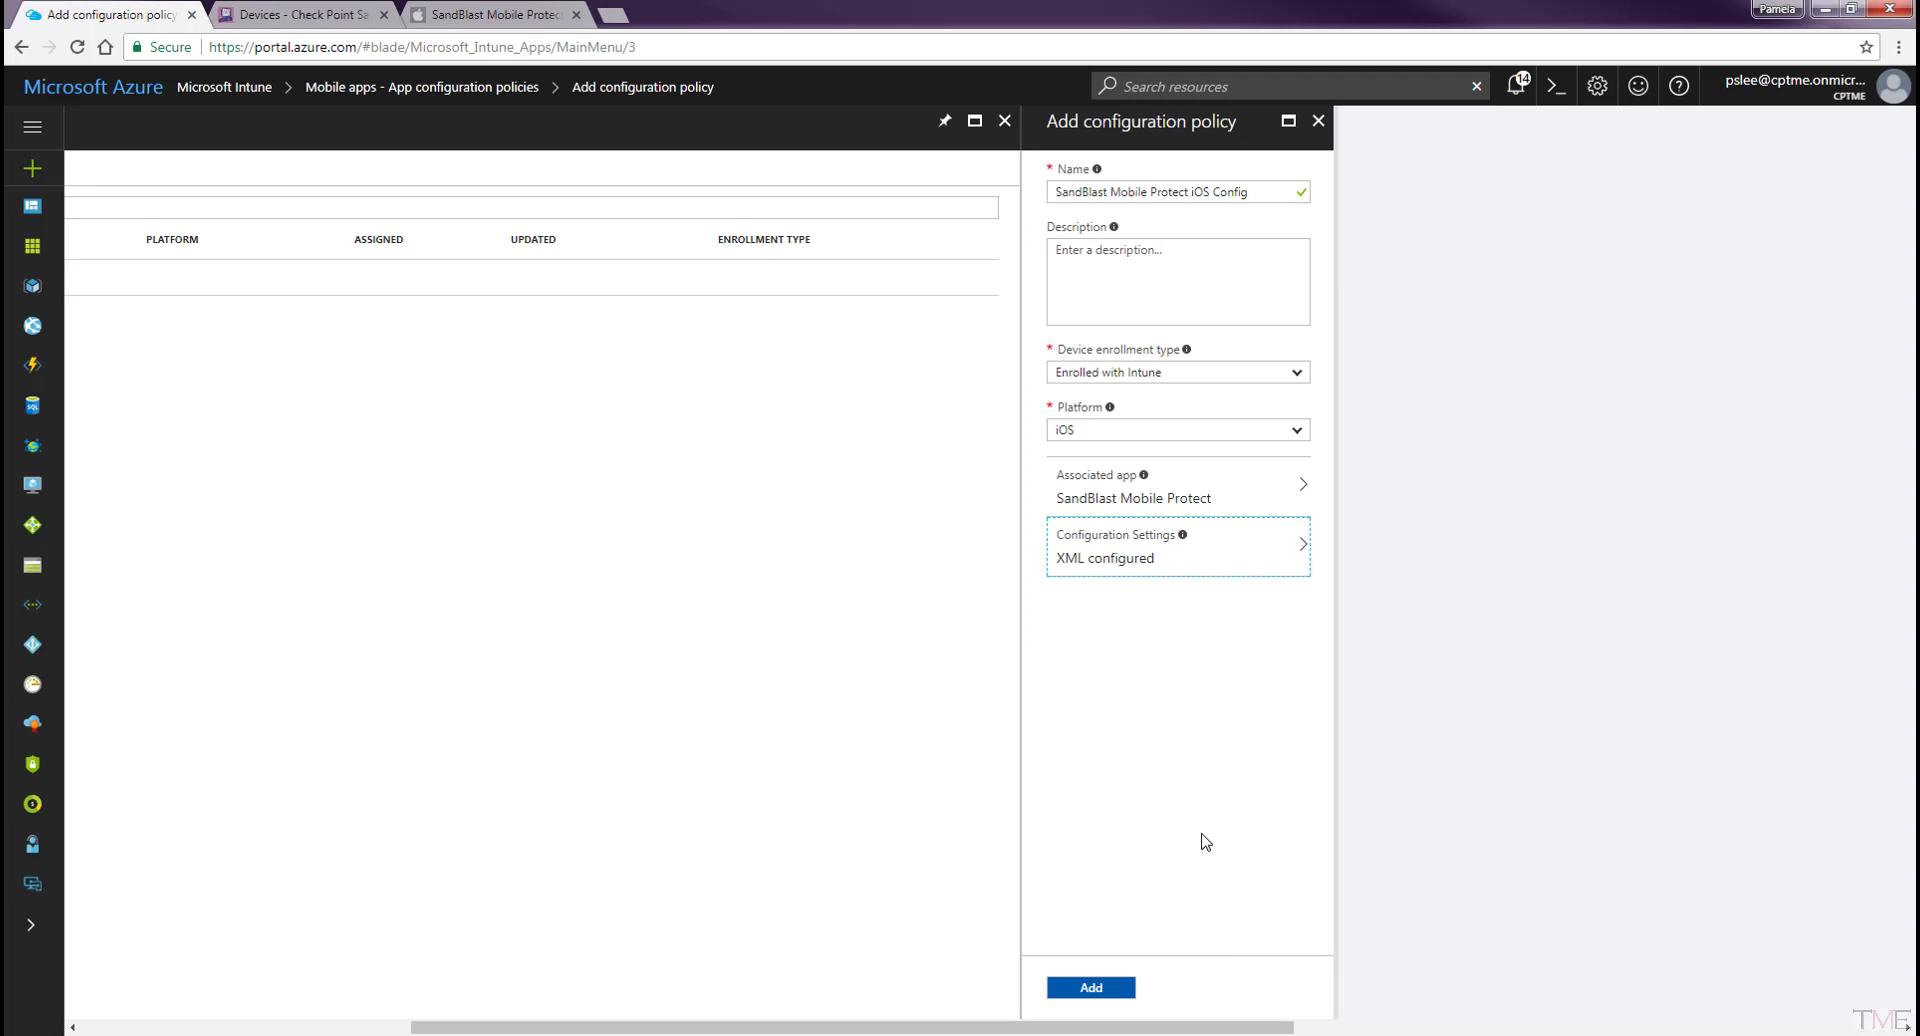 Add configuration policy
Devices - Check Point Sa
SandBlast Mobile Protec
Pamela
Secure
https://portal.azure.com/#blade/Microsoft_Intune_Apps/MainMenu/3
Microsoft Azure
Microsoft Intune
Mobile apps - App configuration policies
Add configuration policy
Search resources
14
pslee@cptme.onmicr...
CPTME
Add configuration policy
* Name
SandBlast Mobile Protect iOS Config
Description
Enter a description...
PLATFORM
ASSIGNED
UPDATED
ENROLLMENT TYPE
* Device enrollment type
Enrolled with Intune
* Platform
iOS
Associated app
SandBlast Mobile Protect
Configuration Settings
XML configured
SQL
Add
TME